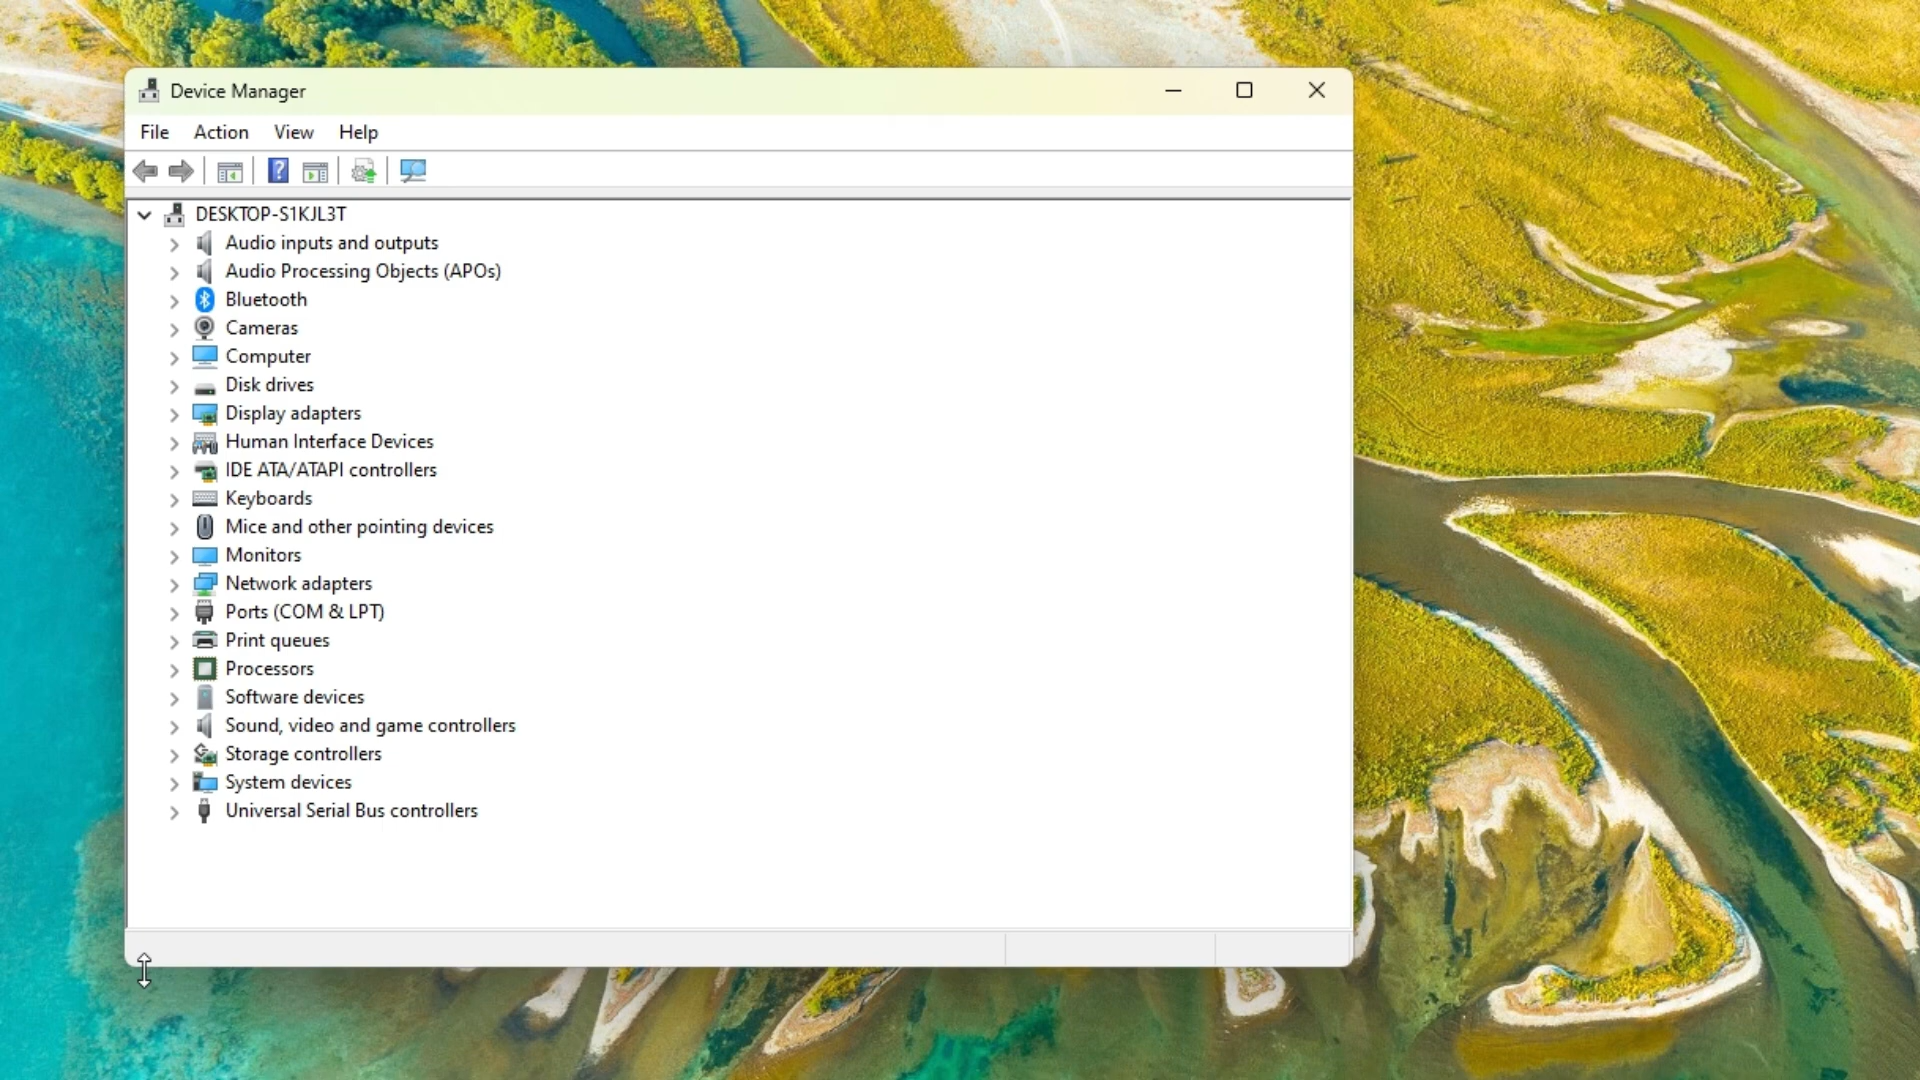 Device Manager
File Action View Help
DESKTOP-S1KJL3T
Audio inputs and outputs
Audio Processing Objects (APOs)
Bluetooth
Cameras
Computer
Disk drives
Display adapters
Human Interface Devices
IDE ATA/ATAPI controllers
Keyboards
Mice and other pointing devices
Monitors
Network adapters
Ports (COM & LPT)
Print queues
Processors
Software devices
Sound, video and game controllers
Storage controllers
System devices
Universal Serial Bus controllers